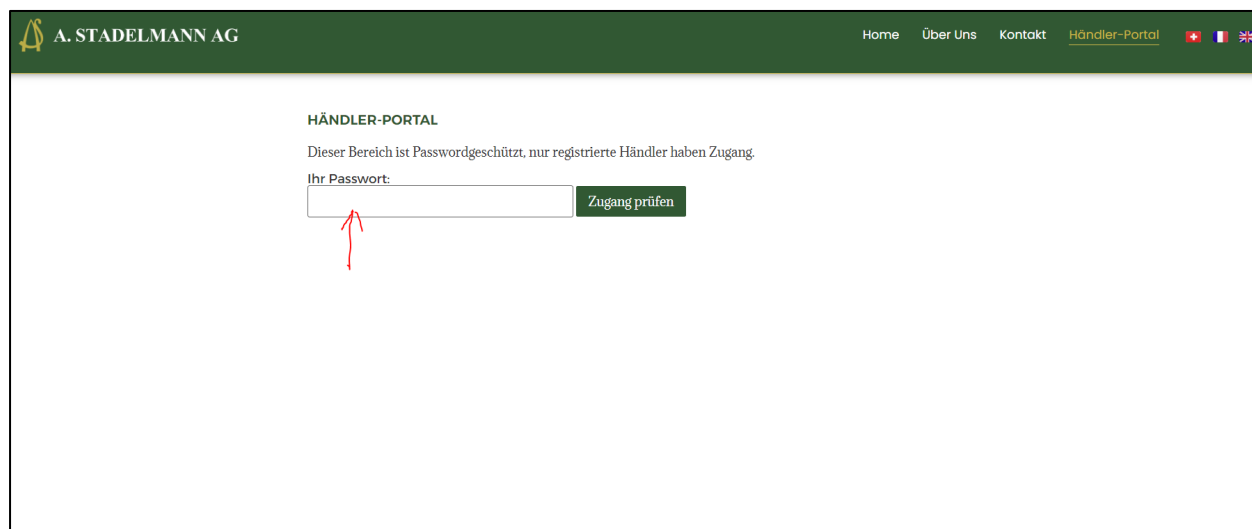 A. STADELMANN AG
Home Über Uns Kontakt Händler-Portal
HÄNDLER-PORTAL
Dieser Bereich ist Passwordgeschützt, nur registrierte Händler haben Zugang.
Ihr Passwort:
Zugang prüfen